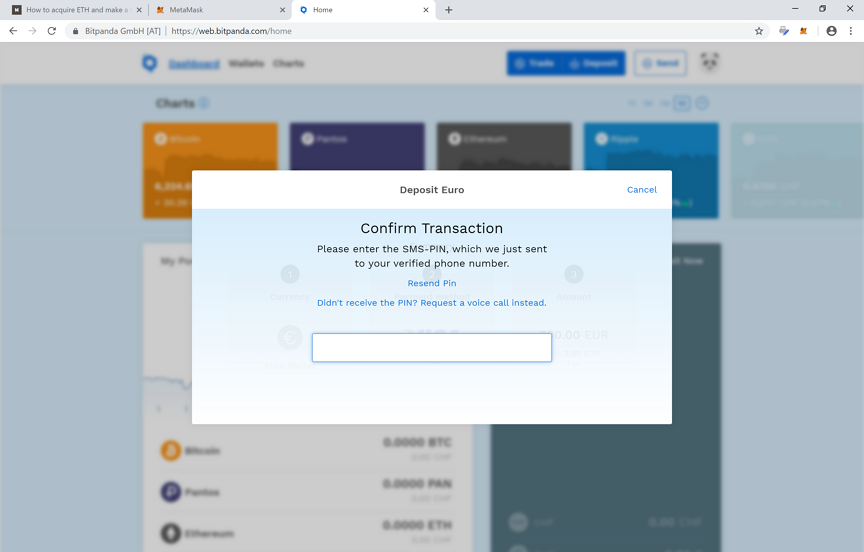 How to acquire ETH and make a
MetaMask
Home
Bitpanda GmbH [AT]
https://web.bitpanda.com/home
Dashboard
Wallets
Charts
Trade
Deposit
Send
Charts
Bitcoin
Pantos
Ethereum
Ripple
Deposit Euro
Cancel
Confirm Transaction
Please enter the SMS-PIN, which we just sent
to your verified phone number.
Resend Pin
Didn't receive the PIN? Request a voice call instead.
Bitcoin
0.0000 BTC
0.00 CHF
Pantos
0.0000 PAN
0.00 CHF
Ethereum
0.0000 ETH
0.00 CHF
CHF
0.00 CHF